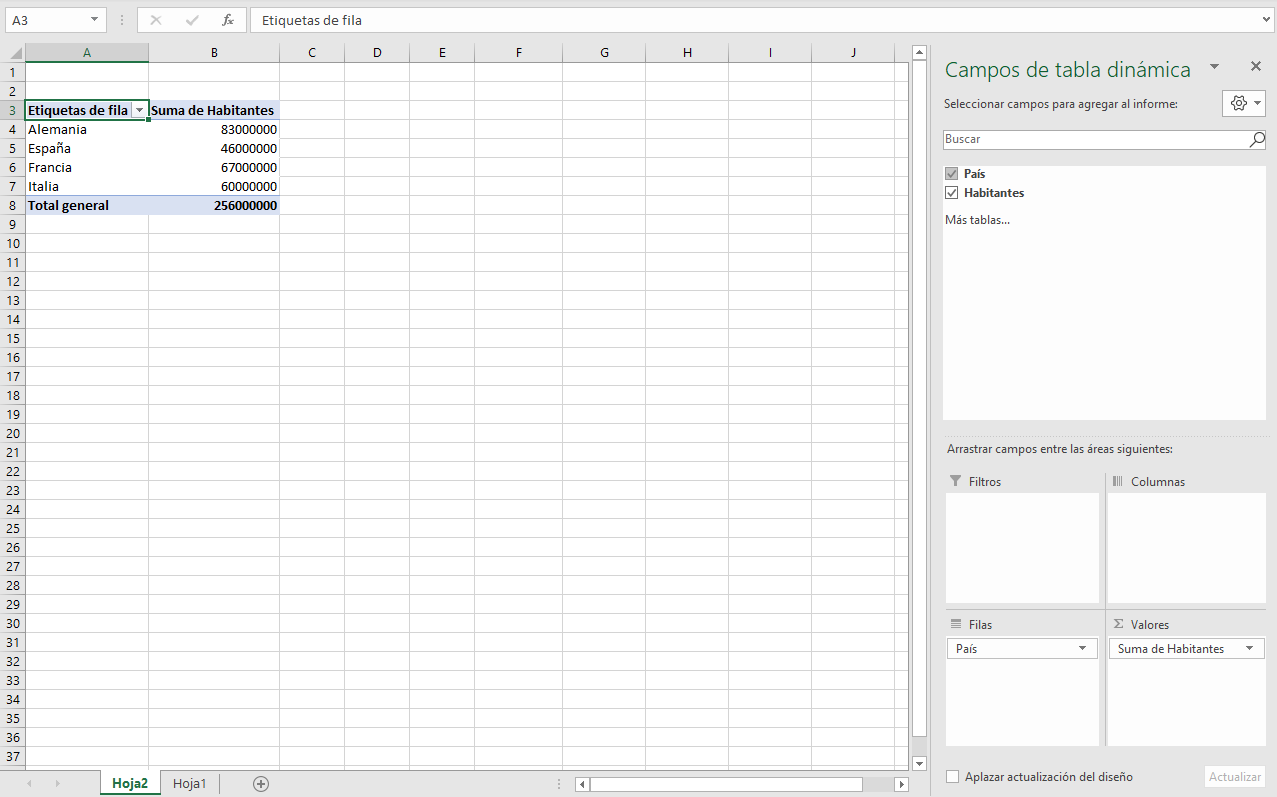 A3 fx Etiquetas de fila
A B C D E F G H I J
1
2
3 Etiquetas de fila Suma de Habitantes
4 Alemania 83000000
5 España 46000000
6 Francia 67000000
7 Italia 60000000
8 Total general 256000000
9
10
11
12
13
14
15
16
17
18
19
20
21
22
23
24
25
26
27
28
29
30
31
32
33
34
35
36
37
Hoja2 Hoja1
Campos de tabla dinámica
Seleccionar campos para agregar al informe:
Buscar
País
Habitantes
Más tablas...
Arrastrar campos entre las áreas siguientes:
Filtros Columnas
Filas Σ Valores
País Suma de Habitantes
Aplazar actualización del diseño Actualizar